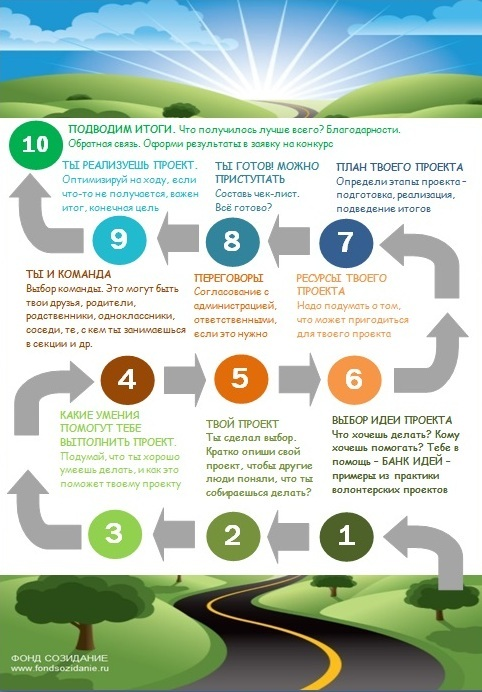 10
ПОДВОДИМ ИТОГИ. Что получилось лучше всего? Благодарности.
Обратная связь. Оформи результаты в заявку на конкурс
ТЫ РЕАЛИЗУЕШЬ ПРОЕКТ.
Оптимизируй на ходу, если
что-то не получается, важен
итог, конечная цель
9
ТЫ ГОТОВ! МОЖНО
ПРИСТУПАТЬ
Составь чек-лист.
Всё готово?
8
ПЛАН ТВОЕГО ПРОЕКТА
Определи этапы проекта –
подготовка, реализация,
подведение итогов
7
ТЫ И КОМАНДА
Выбор команды. Это могут быть
твои друзья, родители,
родственники, одноклассники,
соседи, те, с кем ты занимаешься
в секции и др.
4
ПЕРЕГОВОРЫ
Согласование с
администрацией,
ответственными,
если это нужно
5
РЕСУРСЫ ТВОЕГО
ПРОЕКТА
Надо подумать о том,
что может пригодиться
для твоего проекта
6
КАКИЕ УМЕНИЯ
ПОМОГУТ ТЕБЕ
ВЫПОЛНИТЬ ПРОЕКТ.
Подумай, что ты хорошо
умеешь делать, и как это
поможет твоему проекту
3
ТВОЙ ПРОЕКТ
Ты сделал выбор.
Кратко опиши свой
проект, чтобы другие
люди поняли, что ты
собираешься делать?
2
ВЫБОР ИДЕИ ПРОЕКТА
Что хочешь делать? Кому
хочешь помогать? Тебе в
помощь – БАНК ИДЕЙ –
примеры из практики
волонтерских проектов
1
ФОНД СОЗИДАНИЕ
www.fondsozidanie.ru